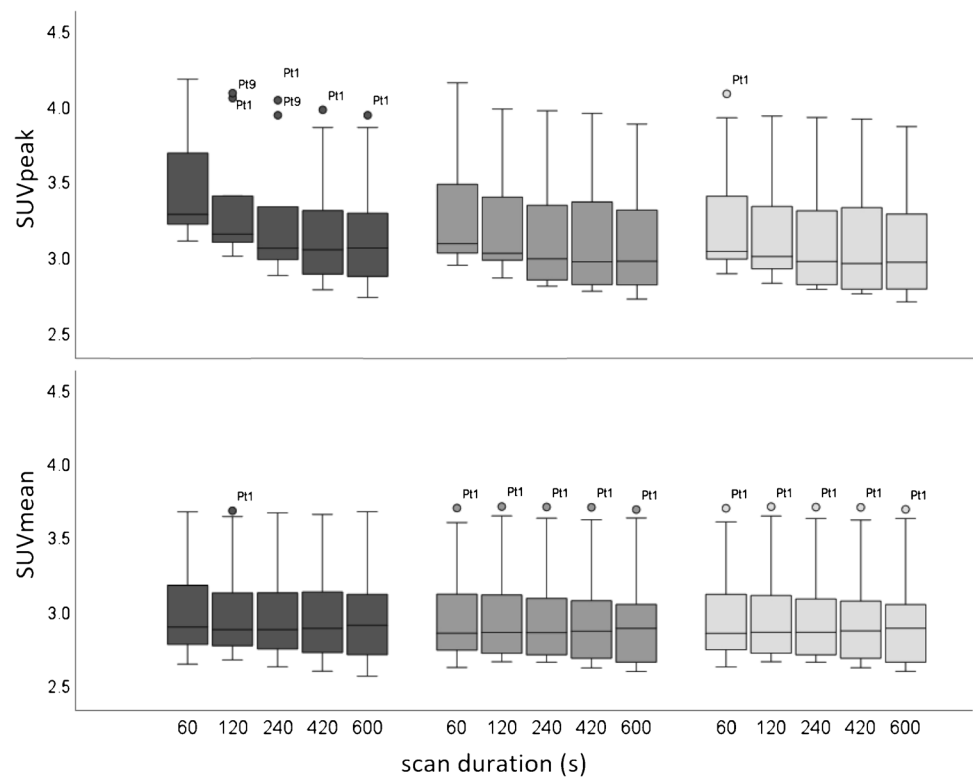 4.5
4.0
3.5
3.0
2.5
SUVpeak
Pt9
Pt1
Pt1
Pt9
Pt1
Pt1
Pt1
4.5
4.0
3.5
3.0
2.5
SUVmean
Pt1
Pt1 Pt1 Pt1 Pt1 Pt1
Pt1 Pt1 Pt1 Pt1 Pt1
60 120 240 420 600 60 120 240 420 600 60 120 240 420 600
scan duration (s)